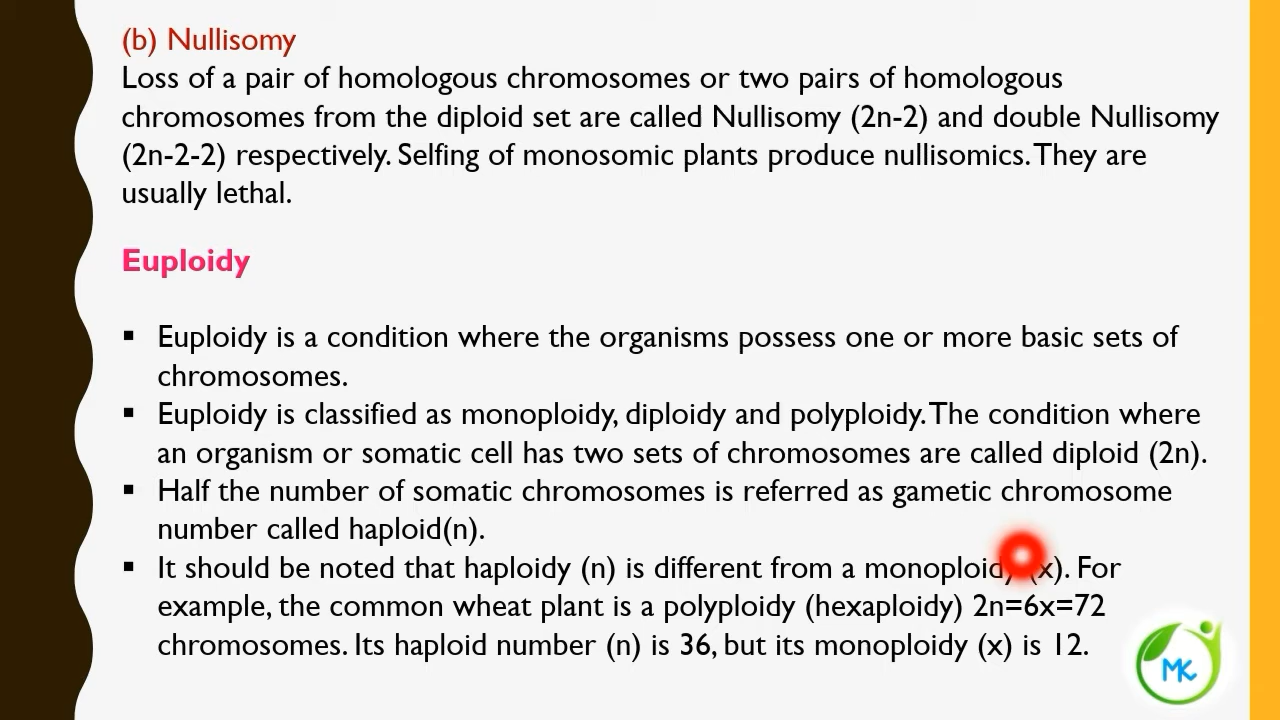 (b) Nullisomy
Loss of a pair of homologous chromosomes or two pairs of homologous
chromosomes from the diploid set are called Nullisomy (2n-2) and double Nullisomy
(2n-2-2) respectively. Selfing of monosomic plants produce nullisomics. They are
usually lethal.
Euploidy
▪ Euploidy is a condition where the organisms possess one or more basic sets of
chromosomes.
▪ Euploidy is classified as monoploidy, diploidy and polyploidy. The condition where
an organism or somatic cell has two sets of chromosomes are called diploid (2n).
▪ Half the number of somatic chromosomes is referred as gametic chromosome
number called haploid(n).
▪ It should be noted that haploidy (n) is different from a monoploidy (x). For
example, the common wheat plant is a polyploidy (hexaploidy) 2n=6x=72
chromosomes. Its haploid number (n) is 36, but its monoploidy (x) is 12.
MK